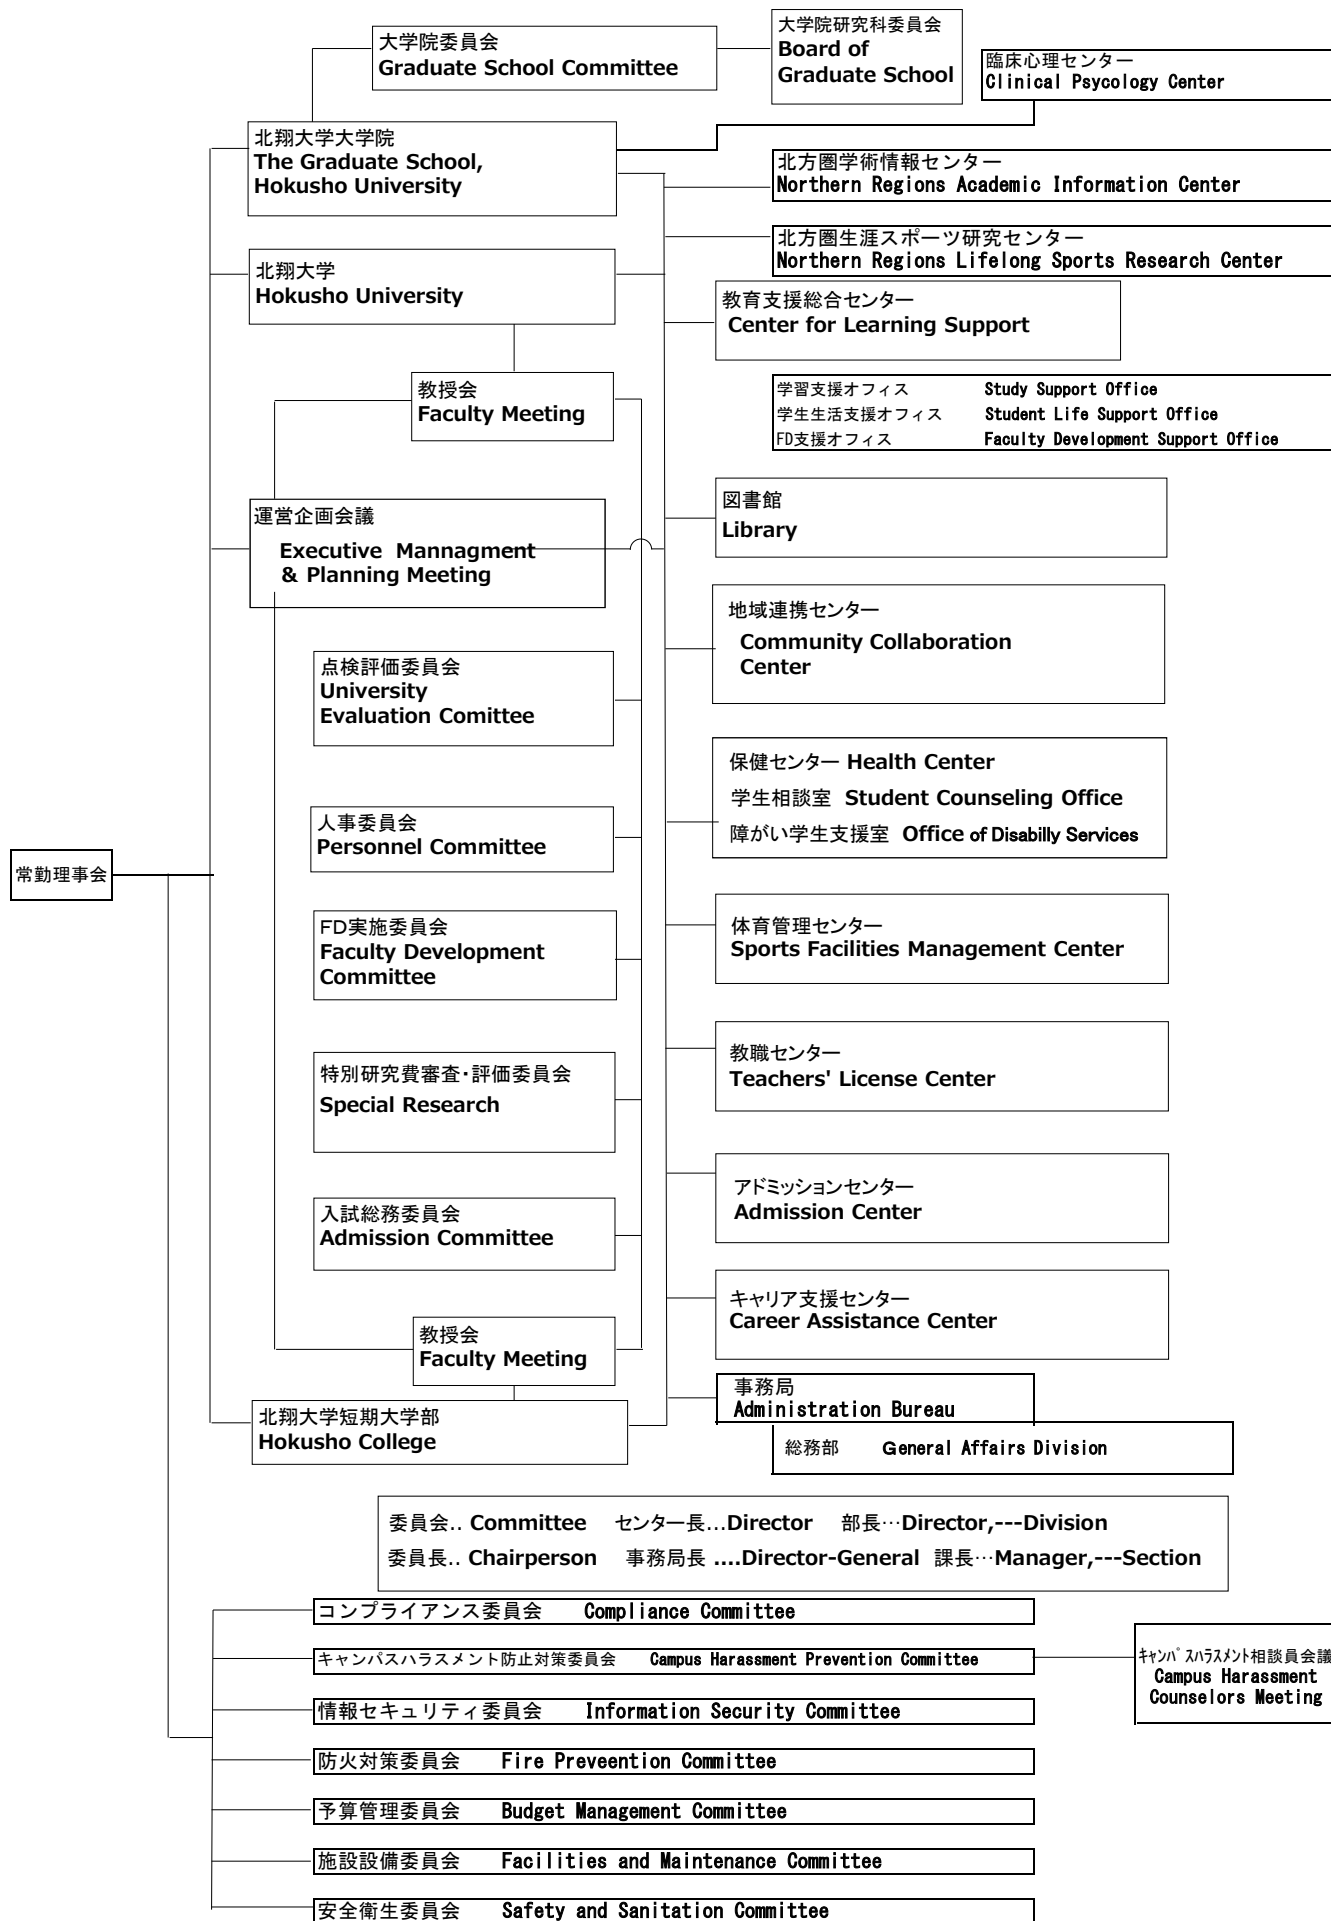 大学院委員会
Graduate School Committee
大学院研究科委員会
Board of
Graduate School
臨床心理センター
Clinical Psycology Center
北翔大学大学院
The Graduate School,
Hokusho University
北方圏学術情報センター
Northern Regions Academic Information Center
北方圏生涯スポーツ研究センター
Northern Regions Lifelong Sports Research Center
北翔大学
Hokusho University
教育支援総合センター
Center for Learning Support
教授会
Faculty Meeting
学習支援オフィス Study Support Office
学生生活支援オフィス Student Life Support Office
FD支援オフィス Faculty Development Support Office
運営企画会議
Executive Mannagment
& Planning Meeting
図書館
Library
地域連携センター
Community Collaboration
Center
点検評価委員会
University
Evaluation Comittee
保健センター Health Center
学生相談室 Student Counseling Office
障がい学生支援室 Office of Disabilly Services
人事委員会
Personnel Committee
常勤理事会
FD実施委員会
Faculty Development
Committee
体育管理センター
Sports Facilities Management Center
特別研究費審査・評価委員会
Special Research
教職センター
Teachers' License Center
入試総務委員会
Admission Committee
アドミッションセンター
Admission Center
キャリア支援センター
Career Assistance Center
教授会
Faculty Meeting
事務局
Administration Bureau
北翔大学短期大学部
Hokusho College
総務部 General Affairs Division
委員会.. Committee センター長...Director 部長…Director,---Division
委員長.. Chairperson 事務局長 ....Director-General 課長…Manager,---Section
コンプライアンス委員会 Compliance Committee
キャンパスハラスメント防止対策委員会 Campus Harassment Prevention Committee
ｷｬﾝﾊﾟｽﾊﾗｽﾒﾝﾄ相談員会議
Campus Harassment
Counselors Meeting
情報セキュリティ委員会 Information Security Committee
防火対策委員会 Fire Preveention Committee
予算管理委員会 Budget Management Committee
施設設備委員会 Facilities and Maintenance Committee
安全衛生委員会 Safety and Sanitation Committee